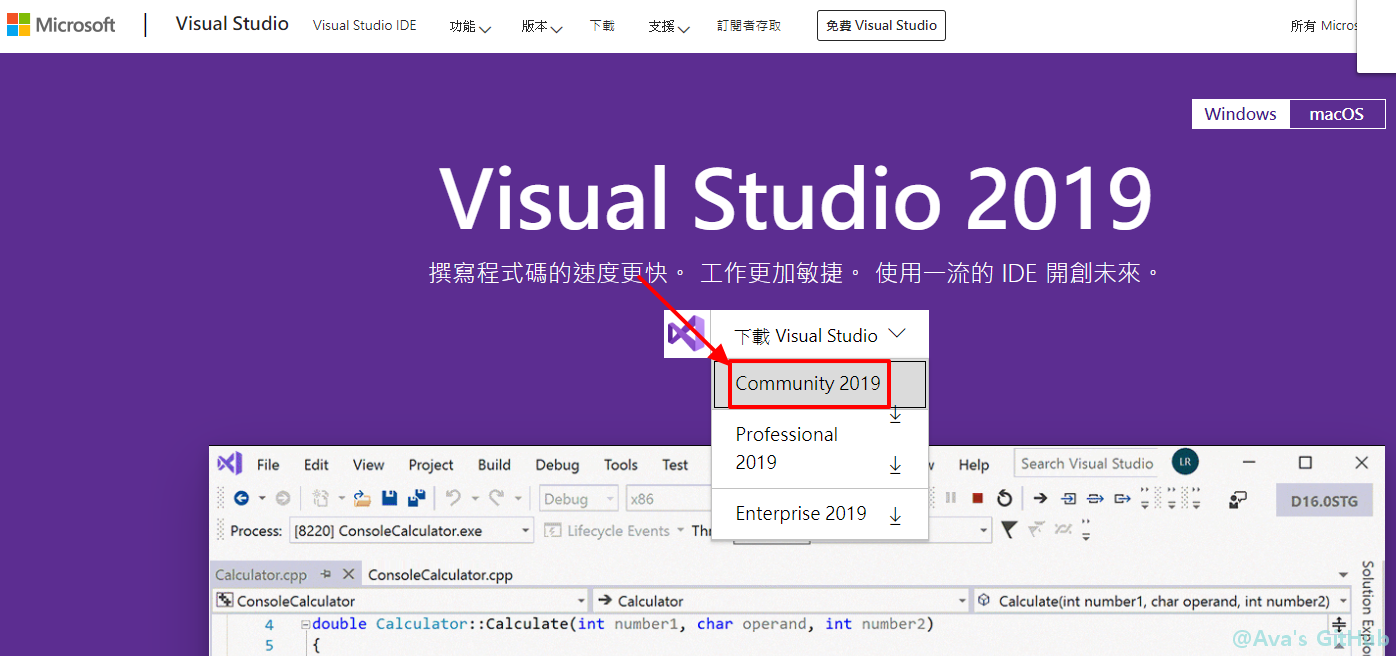 Microsoft | Visual Studio Visual Studio IDE 功能 版本 下載 支援 訂閱者存取 免費 Visual Studio 所有 Micros
Windows macOS
Visual Studio 2019
撰寫程式碼的速度更快。 工作更加敏捷。 使用一流的 IDE 開創未來。
下載 Visual Studio
Community 2019
Professional
2019
Enterprise 2019
File Edit View Project Build Debug Tools Test w Help Search Visual Studio LR
Debug x86 D16.0STG
Process: [8220] ConsoleCalculator.exe Lifecycle Events Thr
Calculator.cpp ConsoleCalculator.cpp
ConsoleCalculator Calculator Calculate(int number1, char operand, int number2)
4 double Calculator::Calculate(int number1, char operand, int number2)
5 {
Solution Explor
@Ava's GitHub